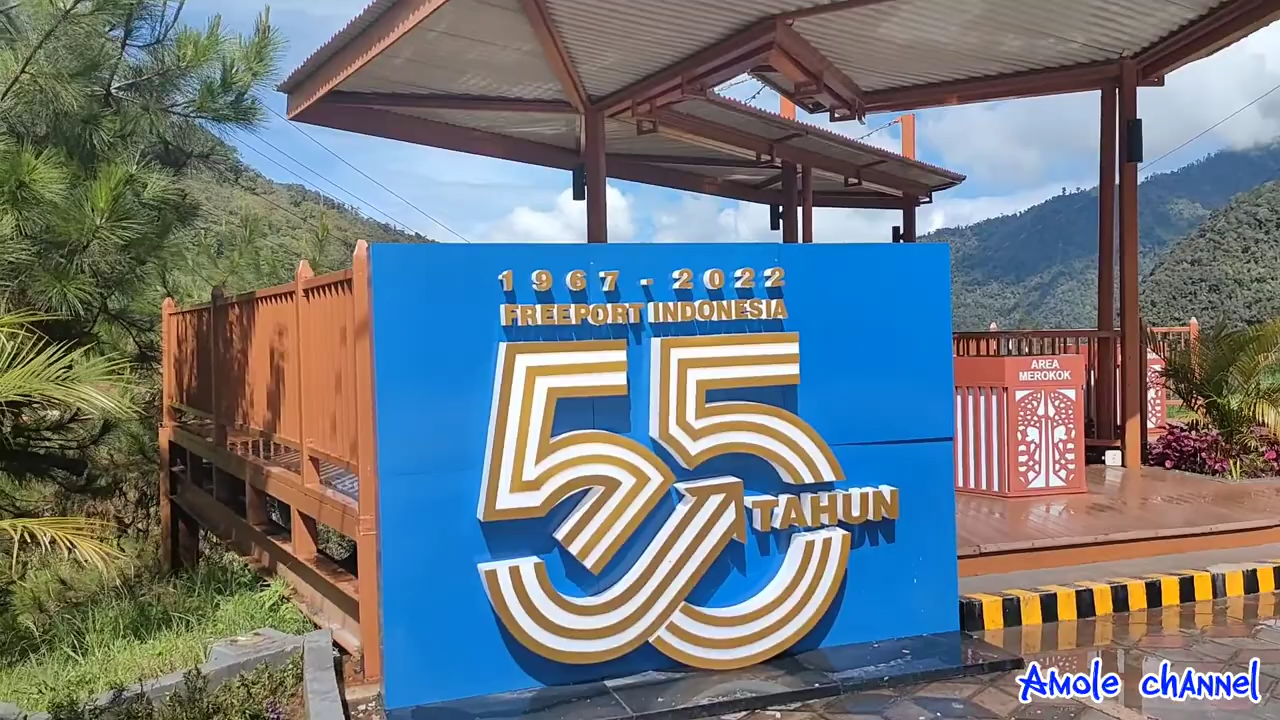 1967 - 2022
FREEPORT INDONESIA
55
TAHUN
AREA
MEROKOK
Amole channel